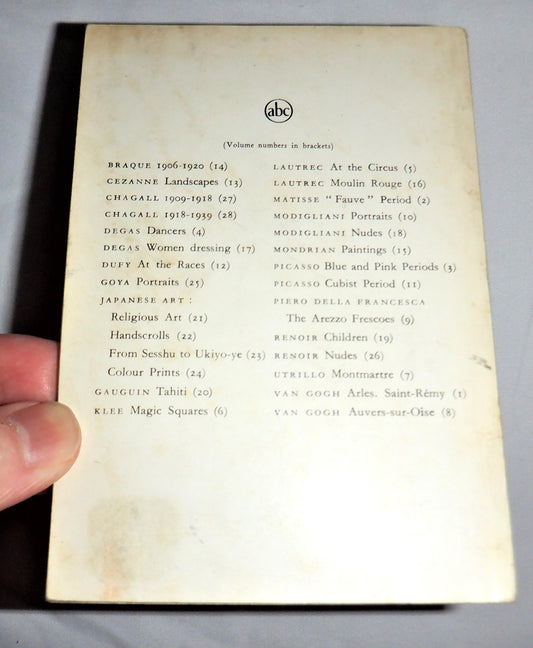 abc
(Volume numbers in brackets)
BRAQUE 1906-1920 (14)
CEZANNE Landscapes (13)
CHAGALL 1909-1918 (27)
CHAGALL 1918-1939 (28)
DEGAS Dancers (4)
DEGAS Women dressing (17)
DUFY At the Races (12)
GOYA Portraits (25)
JAPANESE ART :
Religious Art (21)
Handscrolls (22)
From Sesshu to Ukiyo-ye (23)
Colour Prints (24)
GAUGUIN Tahiti (20)
KLEE Magic Squares (6)
LAUTREC At the Circus (5)
LAUTREC Moulin Rouge (16)
MATISSE "Fauve" Period (2)
MODIGLIANI Portraits (10)
MODIGLIANI Nudes (18)
MONDRIAN Paintings (15)
PICASSO Blue and Pink Periods (3)
PICASSO Cubist Period (11)
PIERO DELLA FRANCESCA
The Arezzo Frescoes (9)
RENOIR Children (19)
RENOIR Nudes (26)
UTRILLO Montmartre (7)
VAN GOGH Arles. Saint-Rémy (1)
VAN GOGH Auvers-sur-Oise (8)